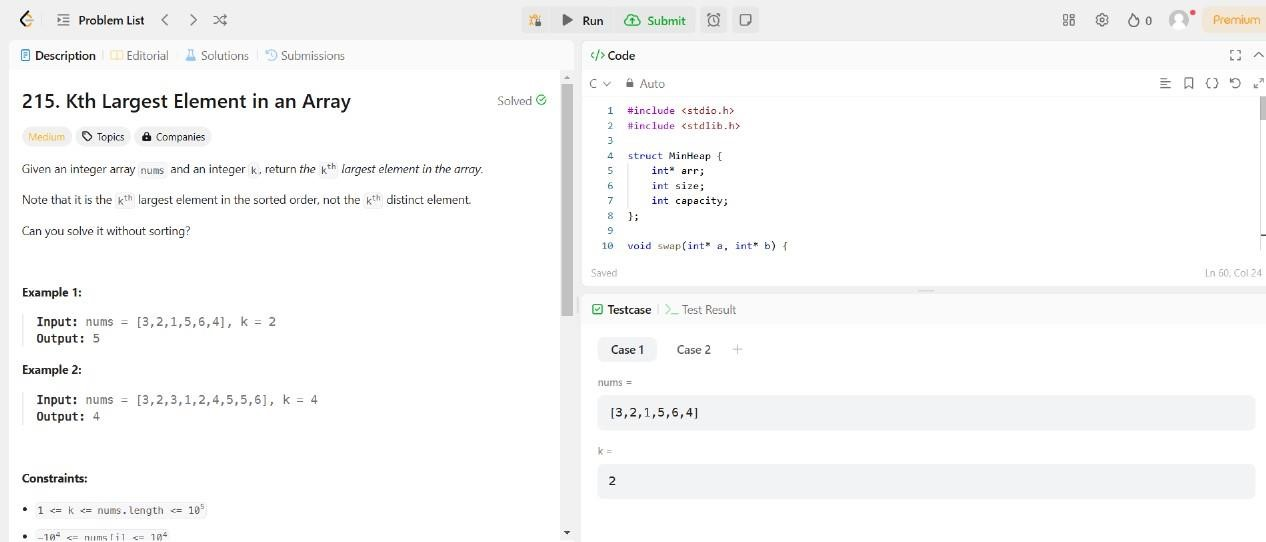 Problem List
Run
Submit
0
Premium
Description
Editorial
Solutions
Submissions
215. Kth Largest Element in an Array
Solved
Medium
Topics
Companies
Given an integer array nums and an integer k, return the kth largest element in the array.
Note that it is the kth largest element in the sorted order, not the kth distinct element.
Can you solve it without sorting?
Example 1:
Input: nums = [3,2,1,5,6,4], k = 2
Output: 5
Example 2:
Input: nums = [3,2,3,1,2,4,5,5,6], k = 4
Output: 4
Constraints:
• 1 <= k <= nums.length <= 10⁵
• -10⁴ <= nums[i] <= 10⁴
Code
C
Auto
1 #include <stdio.h>
2 #include <stdlib.h>
3
4 struct MinHeap {
5 int* arr;
6 int size;
7 int capacity;
8 };
9
10 void swap(int* a, int* b) {
Saved
Ln 60, Col 24
Testcase
Test Result
Case 1
Case 2
+
nums =
[3,2,1,5,6,4]
k =
2